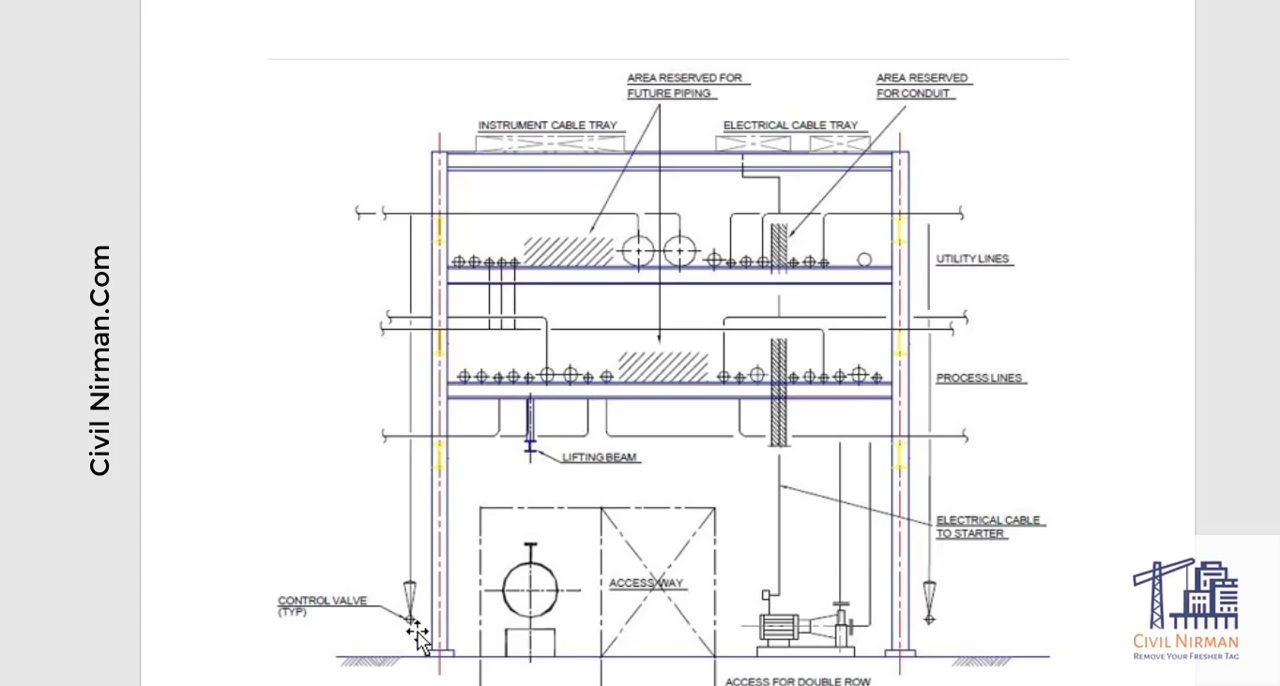 AREA RESERVED FOR
FUTURE PIPING
AREA RESERVED
FOR CONDUIT
INSTRUMENT CABLE TRAY
ELECTRICAL CABLE TRAY
UTILITY LINES
PROCESS LINES
LIFTING BEAM
ELECTRICAL CABLE
TO STARTER
ACCESS WAY
CONTROL VALVE
(TYP)
ACCESS FOR DOUBLE ROW
Civil Nirman.Com
CIVIL NIRMAN
REMOVE YOUR FRESHER TAG